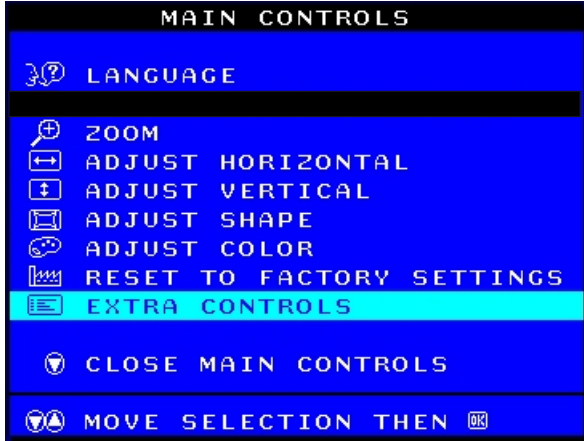 MAIN CONTROLS
LANGUAGE
ZOOM
ADJUST HORIZONTAL
ADJUST VERTICAL
ADJUST SHAPE
ADJUST COLOR
RESET TO FACTORY SETTINGS
EXTRA CONTROLS
CLOSE MAIN CONTROLS
MOVE SELECTION THEN OK